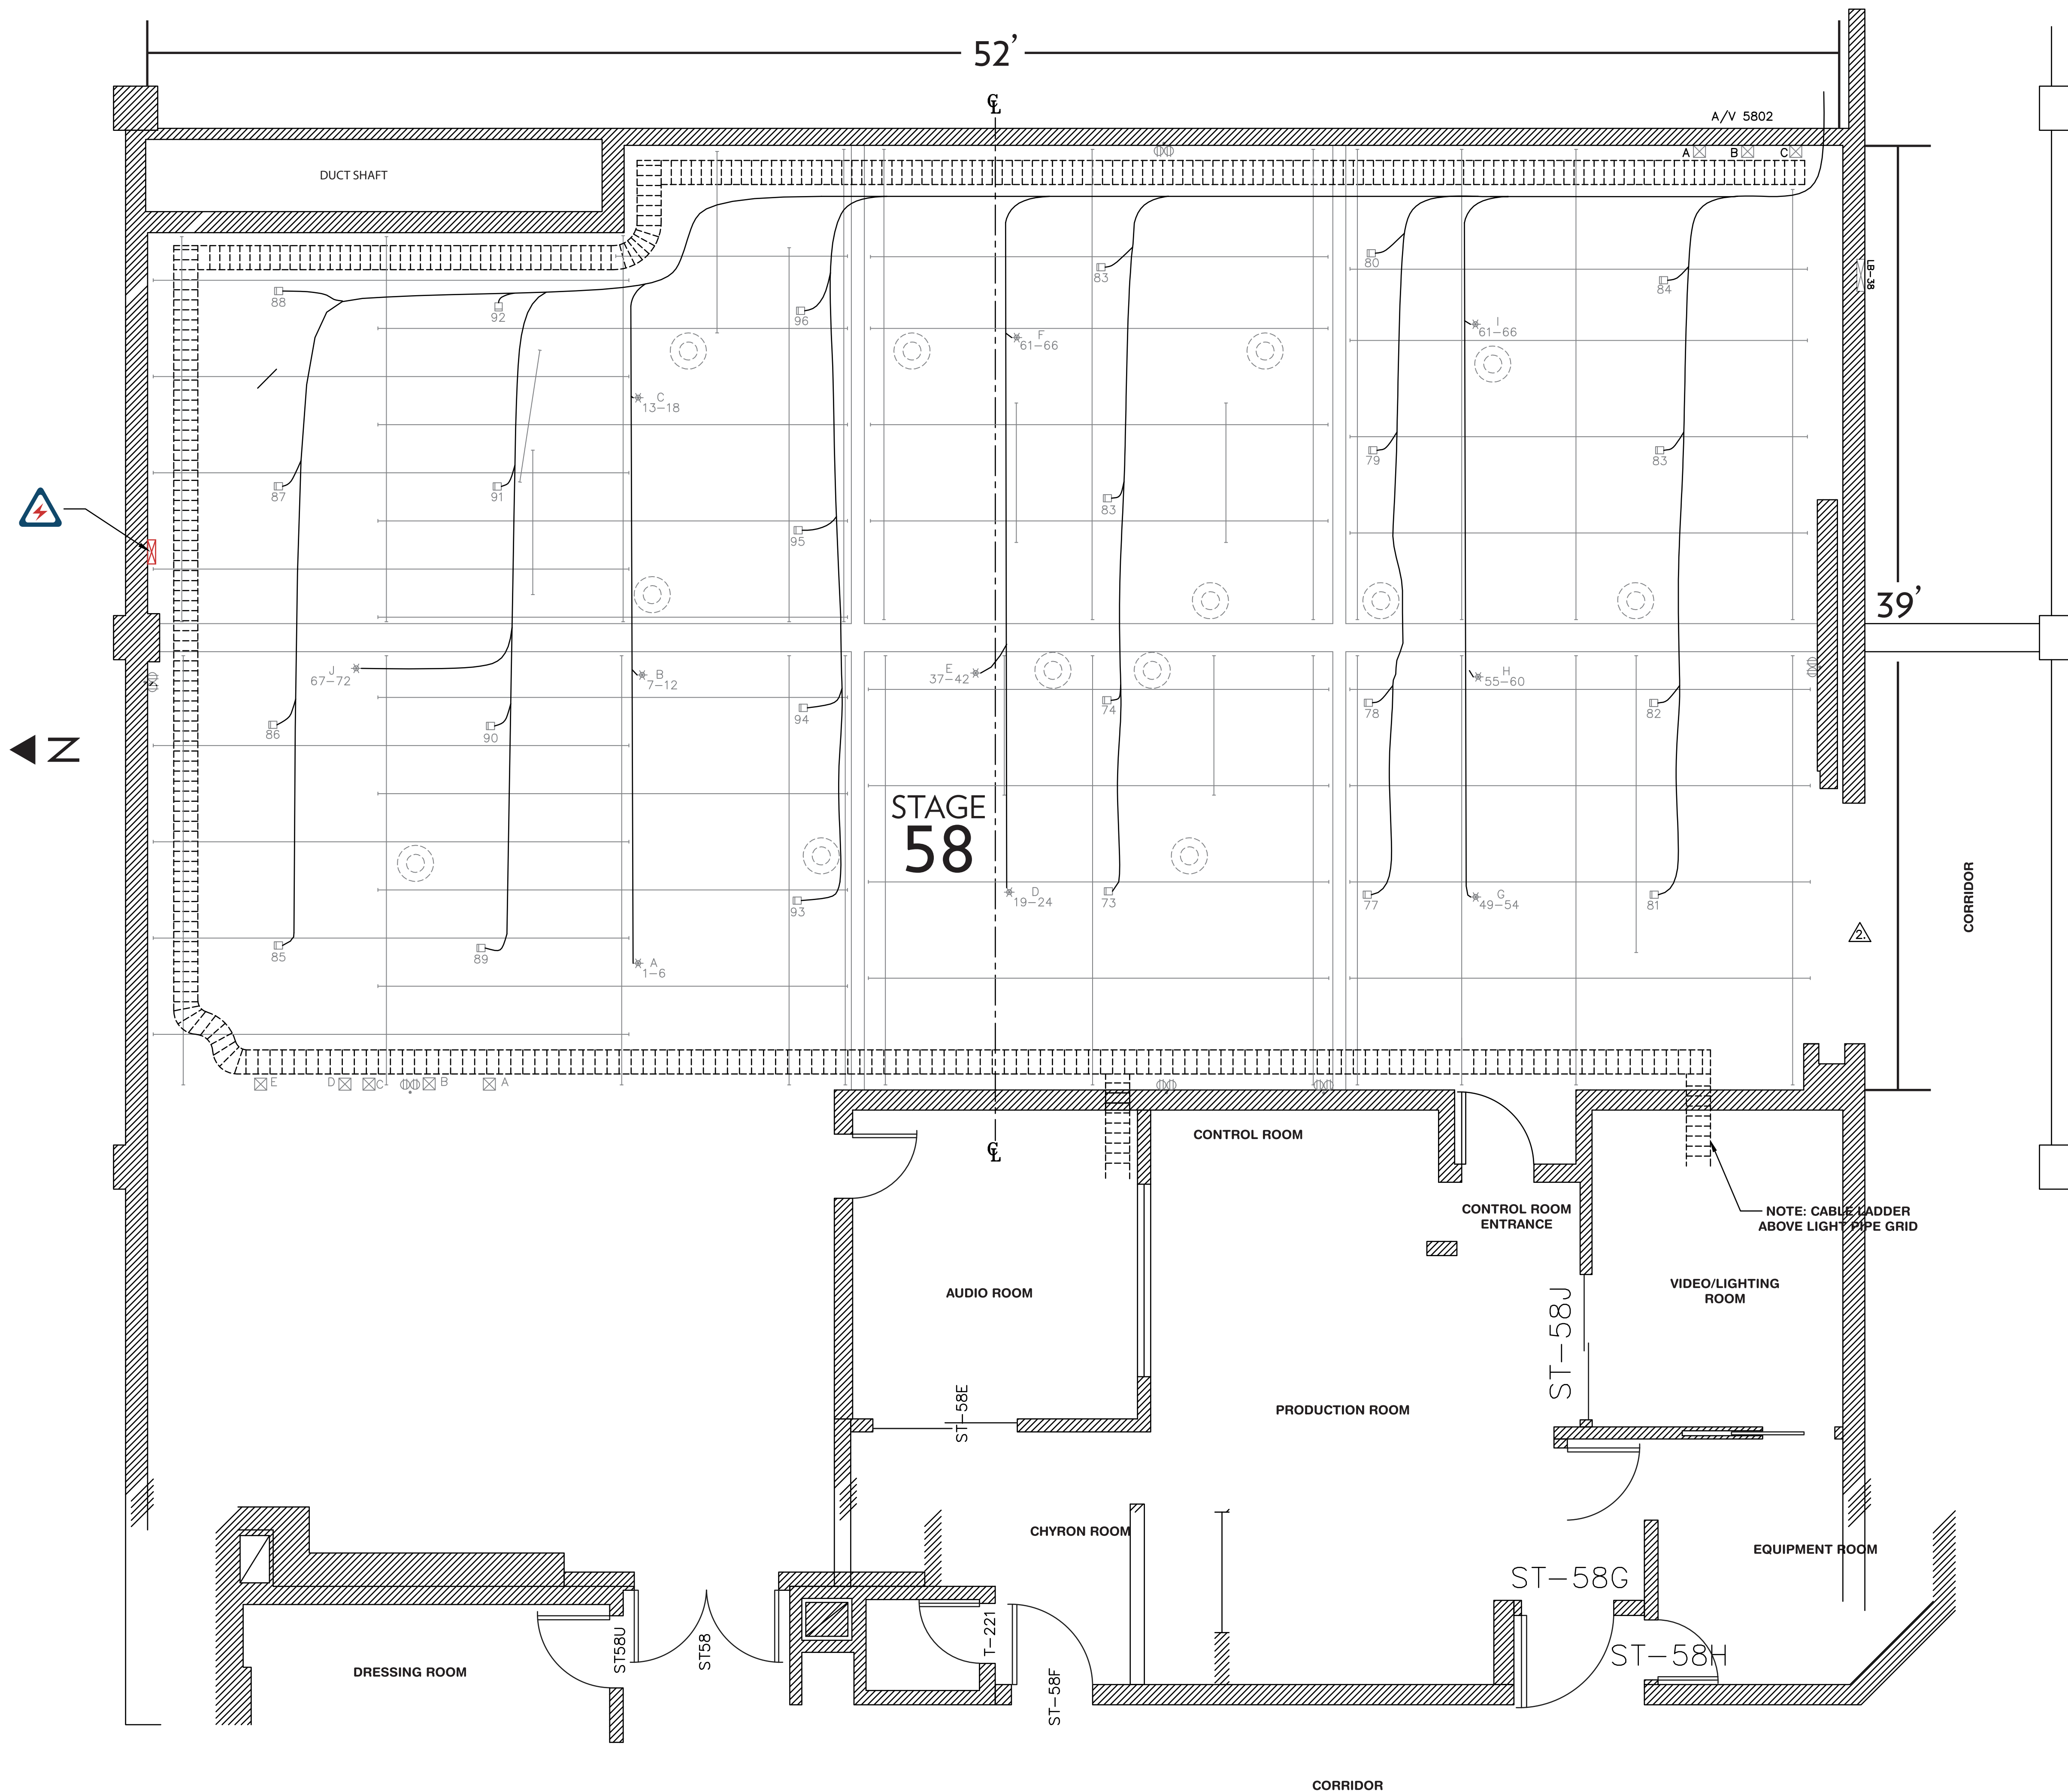 52'
CL
A/V 5802
A
B
C
DUCT SHAFT
LB-38
88
92
96
83
80
84
F
61-66
I
61-66
C
13-18
87
91
95
83
79
83
39'
J
67-72
B
7-12
E
37-42
H
55-60
86
90
94
74
78
82
N
STAGE
58
CORRIDOR
85
89
93
A
1-6
D
19-24
73
77
G
49-54
81
2.
E
D
C
B
A
CL
CONTROL ROOM
CONTROL ROOM
ENTRANCE
NOTE: CABLE LADDER
ABOVE LIGHT PIPE GRID
AUDIO ROOM
VIDEO/LIGHTING
ROOM
ST-58J
ST-58E
PRODUCTION ROOM
CHYRON ROOM
EQUIPMENT ROOM
ST-58G
ST-58H
DRESSING ROOM
ST58U
ST58
T-221
ST-58F
CORRIDOR